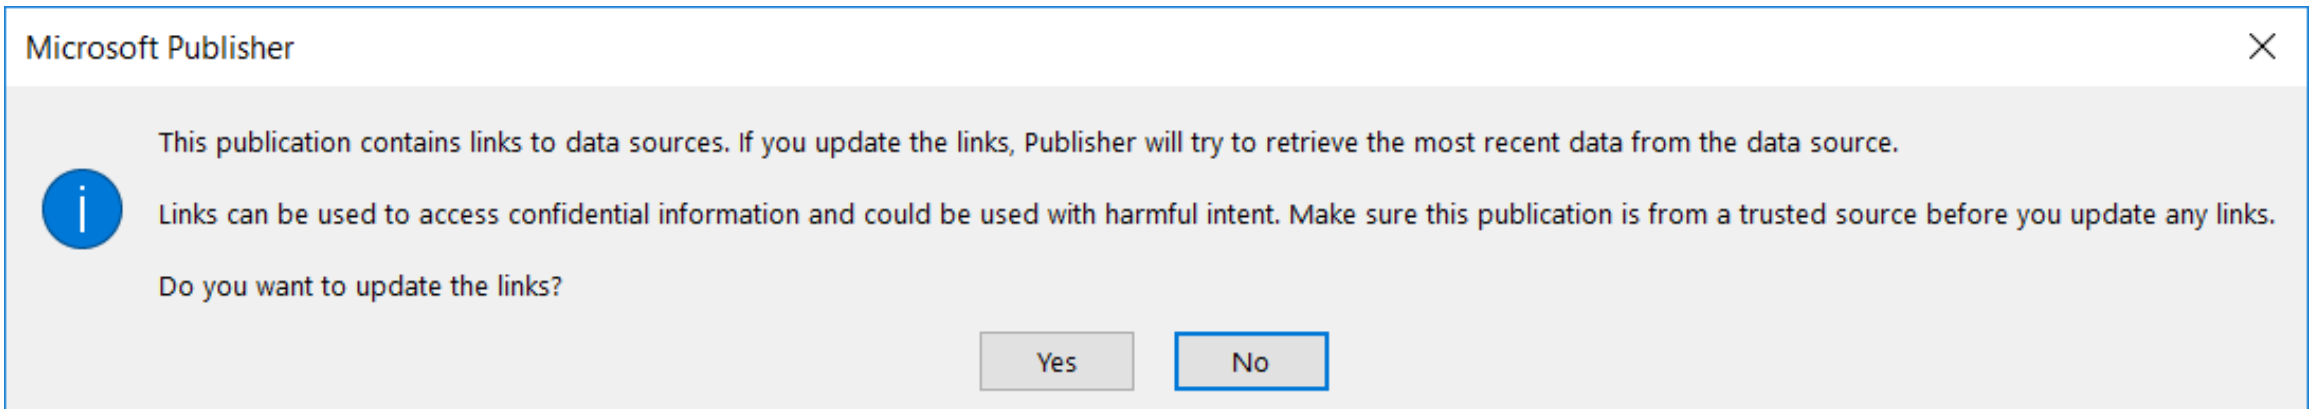 Microsoft Publisher
This publication contains links to data sources. If you update the links, Publisher will try to retrieve the most recent data from the data source.
Links can be used to access confidential information and could be used with harmful intent. Make sure this publication is from a trusted source before you update any links.
Do you want to update the links?
Yes
No